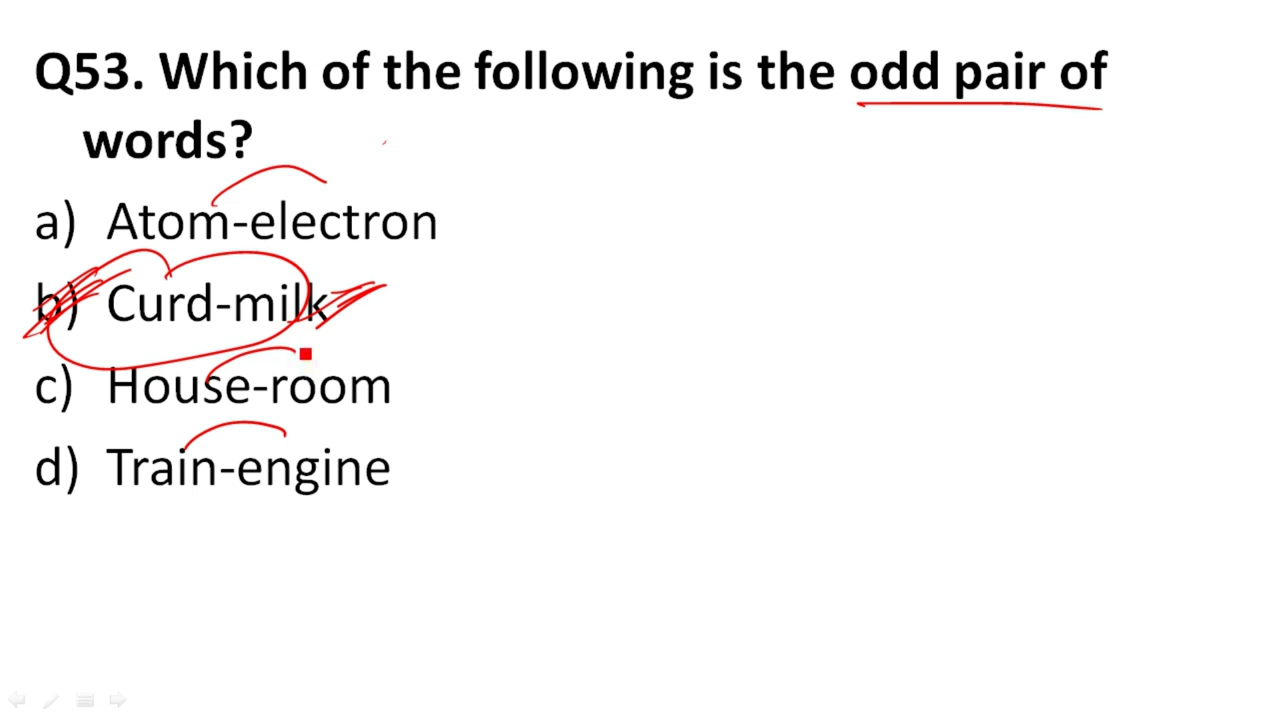 Q53. Which of the following is the odd pair of
words?
a) Atom-electron
b) Curd-milk
c) House-room
d) Train-engine